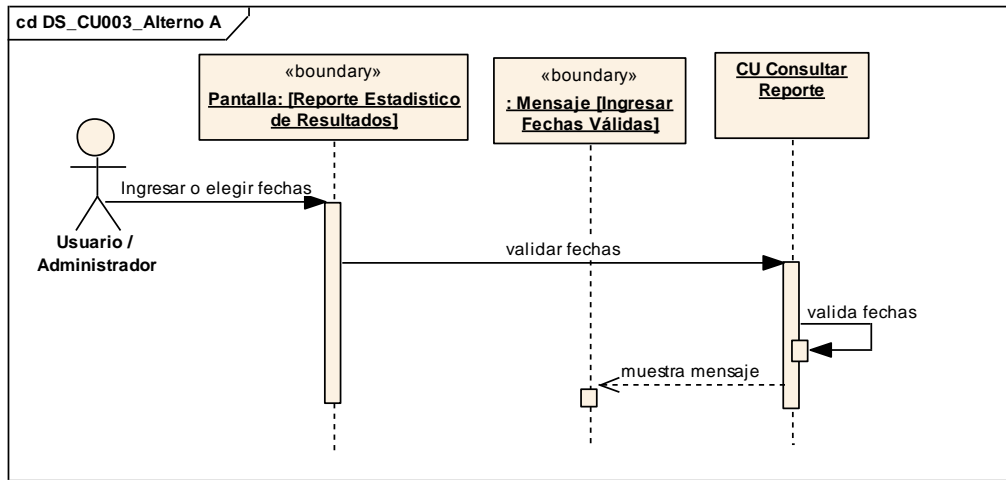 cd DS_CU003_Alterno A
«boundary»
Pantalla: [Reporte Estadistico
de Resultados]
«boundary»
: Mensaje [Ingresar
Fechas Válidas]
CU Consultar
Reporte
Usuario /
Administrador
Ingresar o elegir fechas
validar fechas
valida fechas
muestra mensaje